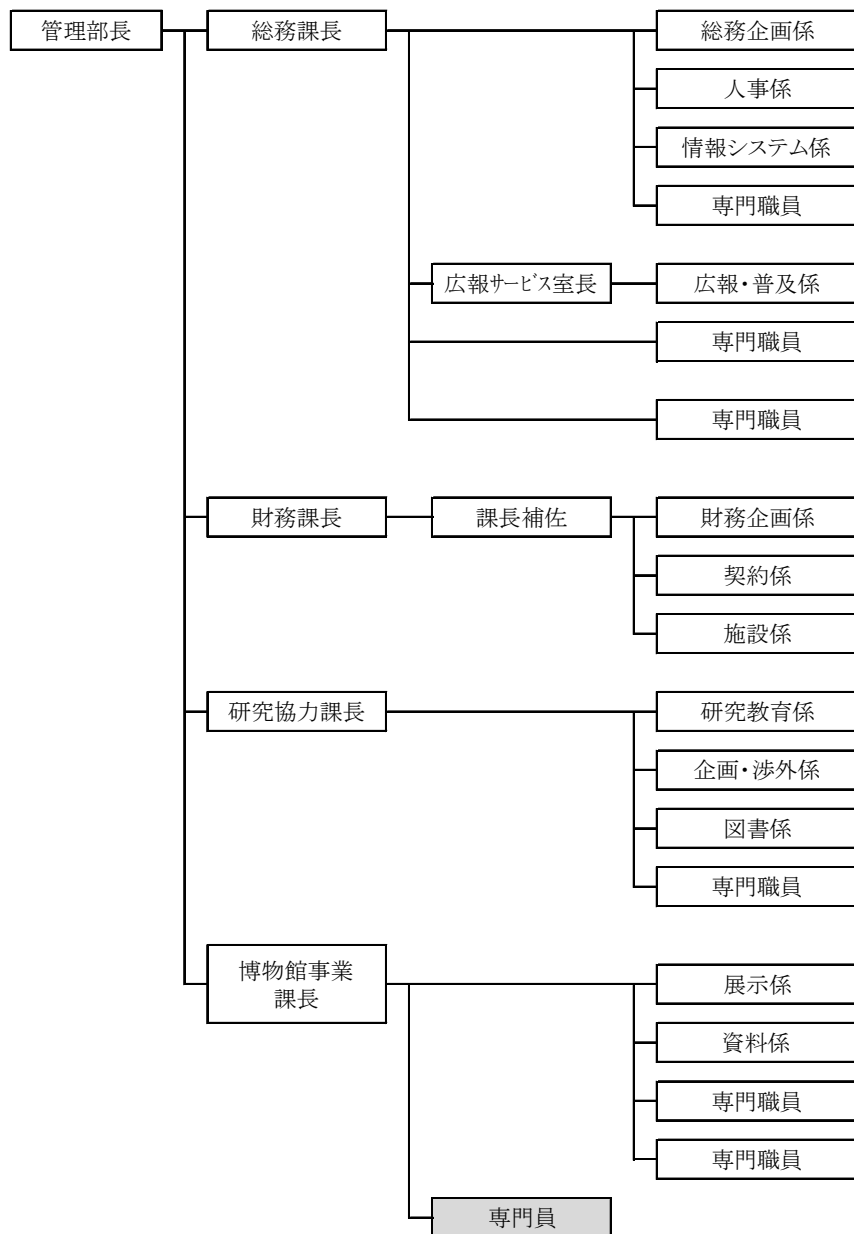 管理部長
総務課長
総務企画係
人事係
情報システム係
専門職員
広報サービス室長
広報・普及係
専門職員
専門職員
財務課長
課長補佐
財務企画係
契約係
施設係
研究協力課長
研究教育係
企画・渉外係
図書係
専門職員
博物館事業
課長
展示係
資料係
専門職員
専門職員
専門員